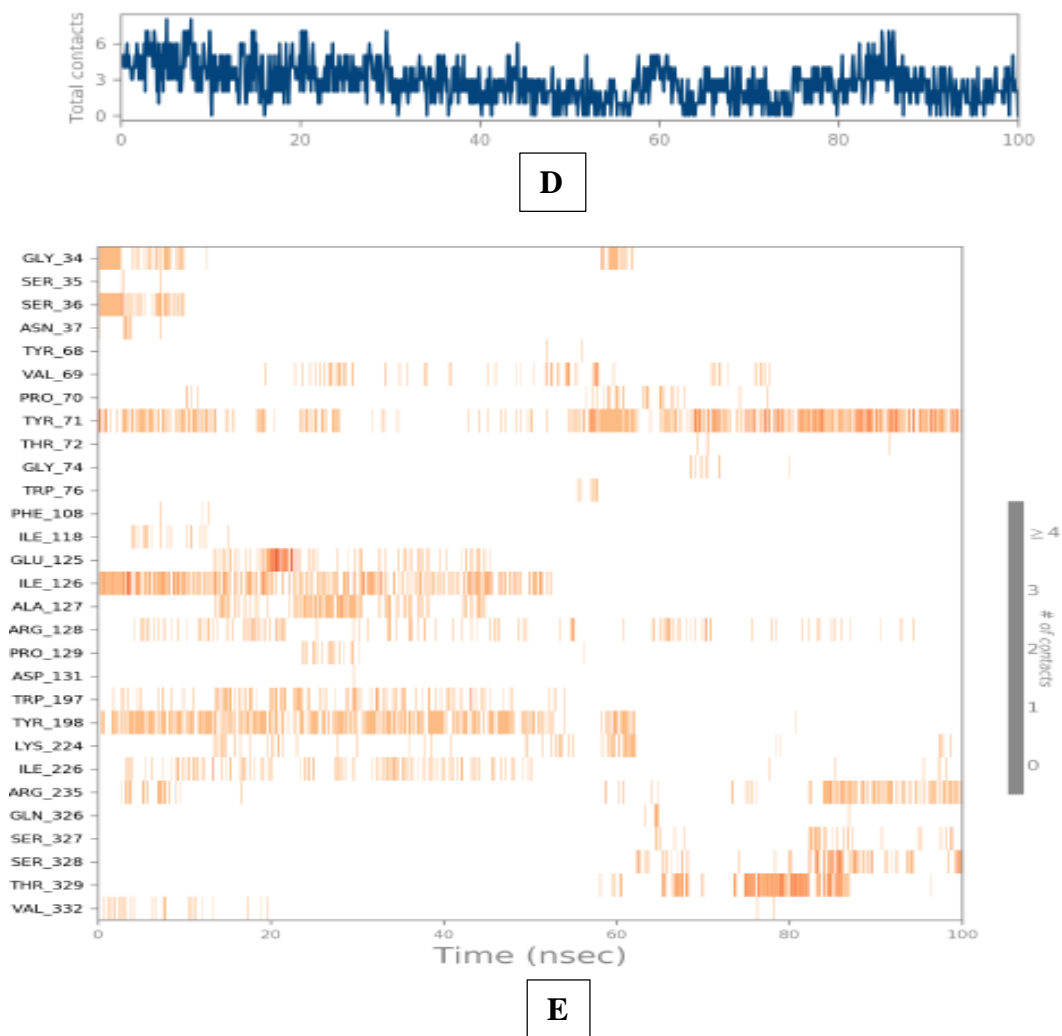 Total contacts
6
3
0
0 20 40 60 80 100
D
GLY_34
SER_35
SER_36
ASN_37
TYR_68
VAL_69
PRO_70
TYR_71
THR_72
GLY_74
TRP_76
PHE_108
ILE_118
GLU_125
ILE_126
ALA_127
ARG_128
PRO_129
ASP_131
TRP_197
TYR_198
LYS_224
ILE_226
ARG_235
GLN_326
SER_327
SER_328
THR_329
VAL_332
0 20 40 60 80 100
Time (nsec)
≥ 4
3
2
1
0
# of contacts
E